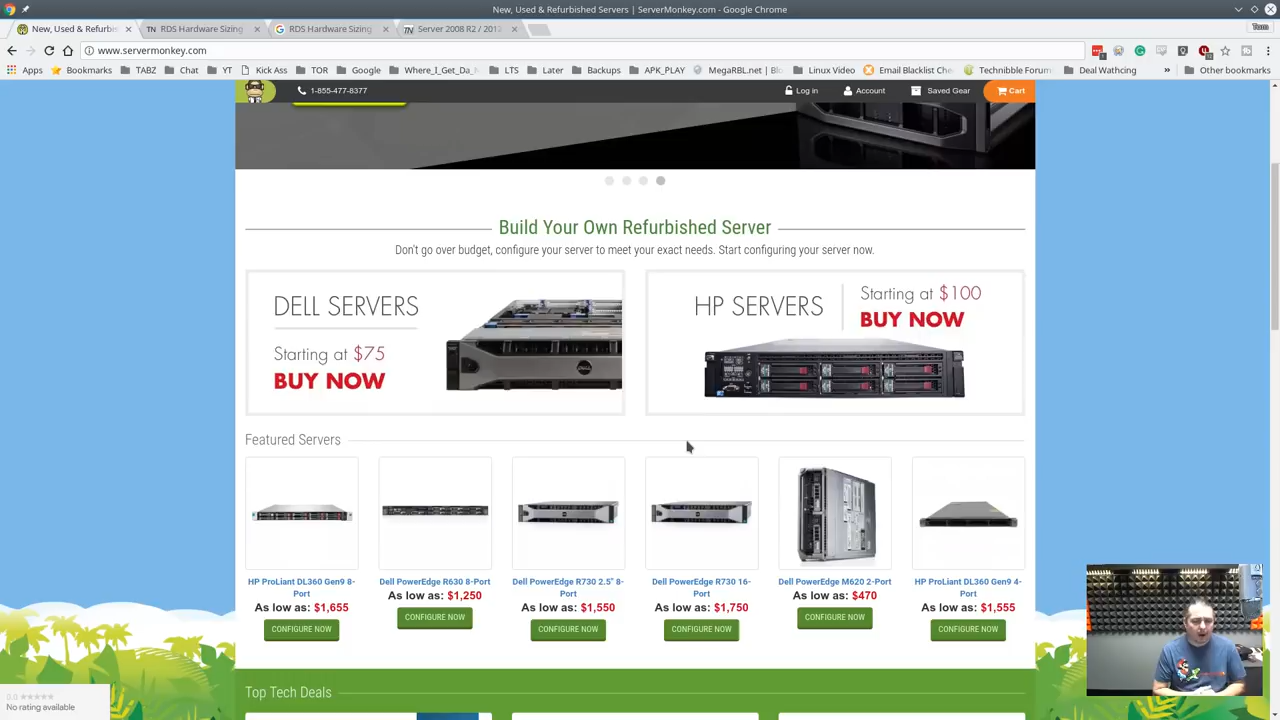 New, Used & Refurbished Servers | ServerMonkey.com - Google Chrome
New, Used & Refurbis
RDS Hardware Sizing
RDS Hardware Sizing
Server 2008 R2 / 2012
Tom
www.servermonkey.com
Apps
Bookmarks
TABZ
Chat
YT
Kick Ass
TOR
Google
Where_I_Get_Da_
LTS
Later
Backups
APK_PLAY
MegaRBL.net | Bl
Linux Video
Email Blacklist Che
Technibble Forum
Deal Wathcing
»
Other bookmarks
1-855-477-8377
Log in
Account
Saved Gear
Cart
Build Your Own Refurbished Server
Don't go over budget, configure your server to meet your exact needs. Start configuring your server now.
DELL SERVERS
Starting at $75
BUY NOW
HP SERVERS
Starting at $100
BUY NOW
Featured Servers
HP ProLiant DL360 Gen9 8-
Port
As low as: $1,655
CONFIGURE NOW
Dell PowerEdge R630 8-Port
As low as: $1,250
CONFIGURE NOW
Dell PowerEdge R730 2.5" 8-
Port
As low as: $1,550
CONFIGURE NOW
Dell PowerEdge R730 16-
Port
As low as: $1,750
CONFIGURE NOW
Dell PowerEdge M620 2-Port
As low as: $470
CONFIGURE NOW
HP ProLiant DL360 Gen9 4-
Port
As low as: $1,555
CONFIGURE NOW
Top Tech Deals
0.0
No rating available